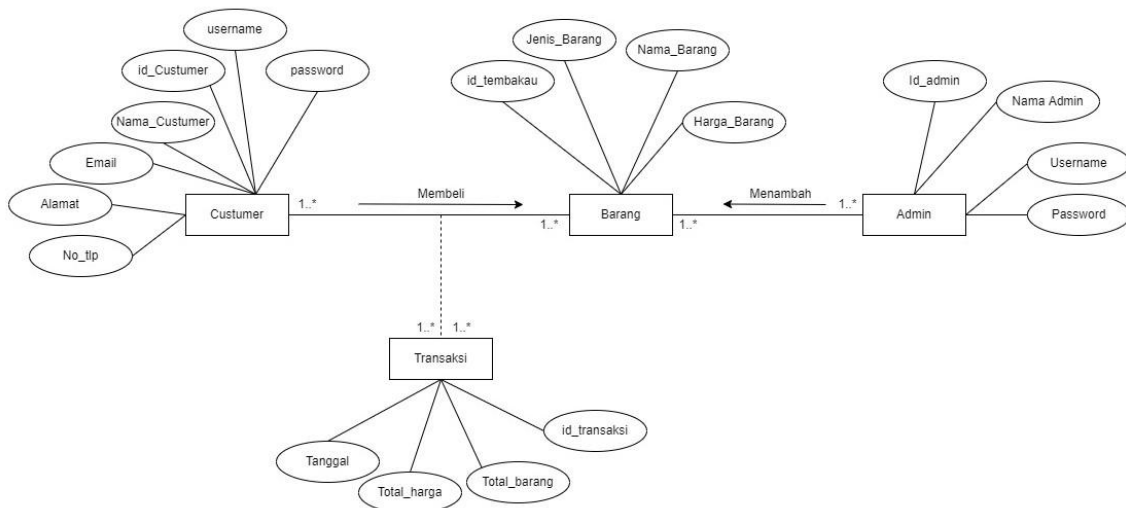 username
id_Custumer
password
Nama_Custumer
Email
Alamat
No_tlp
Custumer
1..*
Membeli
1..*
Jenis_Barang
Nama_Barang
id_tembakau
Harga_Barang
Barang
1..*
Menambah
1..*
Id_admin
Nama Admin
Username
Password
Admin
1..*
1..*
Transaksi
Tanggal
Total_harga
Total_barang
id_transaksi